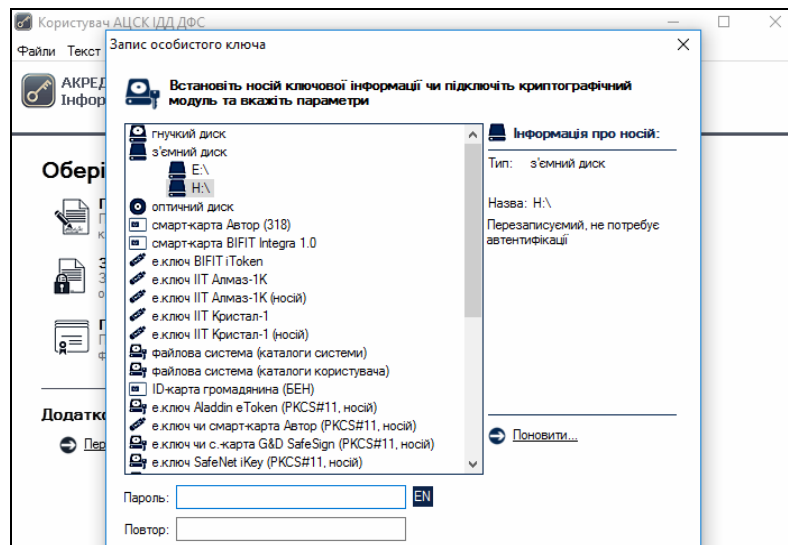 Користувач АЦСК ІДД ДФС
Файли Текст
АКРЕД
Інфор
Запис особистого ключа
Встановіть носій ключової інформації чи підключіть криптографічний
модуль та вкажіть параметри
гнучкий диск
з'ємний диск
E:\
H:\
оптичний диск
смарт-карта Автор (318)
смарт-карта BIFIT Integra 1.0
е.ключ BIFIT iToken
е.ключ ІІТ Алмаз-1К
е.ключ ІІТ Алмаз-1К (носій)
е.ключ ІІТ Кристал-1
е.ключ ІІТ Кристал-1 (носій)
файлова система (каталоги системи)
файлова система (каталоги користувача)
ID-карта громадянина (БЕН)
е.ключ Aladdin eToken (PKCS#11, носій)
е.ключ чи смарт-карта Автор (PKCS#11, носій)
е.ключ чи с.-карта G&D SafeSign (PKCS#11, носій)
е.ключ SafeNet iKey (PKCS#11, носій)
Інформація про носій:
Тип: з'ємний диск
Назва: H:\
Перезаписуемий, не потребує
автентифікації
Поновити...
Пароль:
EN
Повтор:
Обері
Додатко
Пер